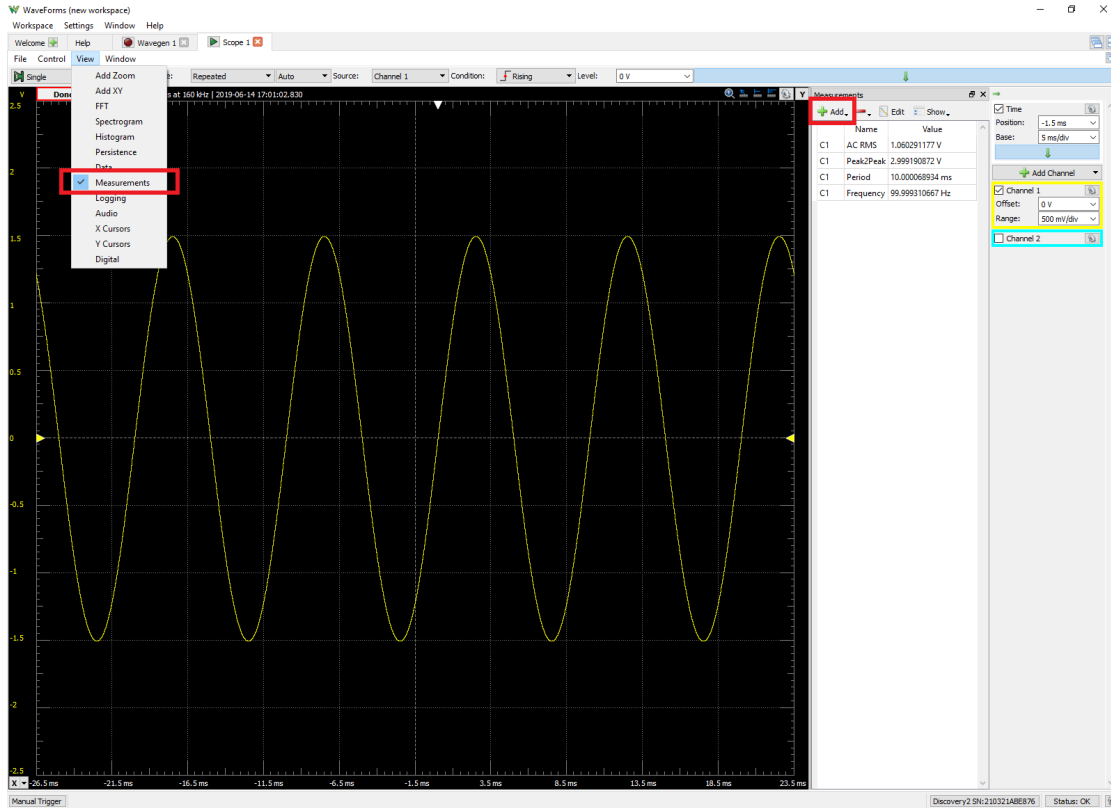 WaveForms (new workspace)
Workspace Settings Window Help
Welcome Help Wavegen 1 Scope 1
File Control View Window
Single Repeated Auto Source: Channel 1 Condition: Rising Level: 0 V
Add Zoom
Add XY
FFT
Spectrogram
Histogram
Persistence
Data
Measurements
Logging
Audio
X Cursors
Y Cursors
Digital
V
at 160 kHz | 2019-06-14 17:01:02.830
Y
2.5
2
1.5
1
0.5
0
-0.5
-1
-1.5
-2
-2.5
X -26.5 ms -21.5 ms -16.5 ms -11.5 ms -6.5 ms -1.5 ms 3.5 ms 8.5 ms 13.5 ms 18.5 ms 23.5 ms
Measurements
Add Edit Show
Name Value
C1 AC RMS 1.060291177 V
C1 Peak2Peak 2.999190872 V
C1 Period 10.000068934 ms
C1 Frequency 99.999310667 Hz
Time
Position: -1.5 ms
Base: 5 ms/div
Add Channel
Channel 1
Offset: 0 V
Range: 500 mV/div
Channel 2
Manual Trigger
Discovery2 SN:210321ABE876 Status: OK